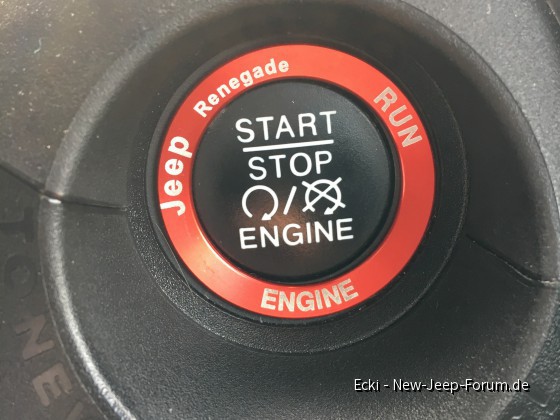 Jeep
Renegade
RUN
START
STOP
ENGINE
ENGINE
Ecki - New-Jeep-Forum.de